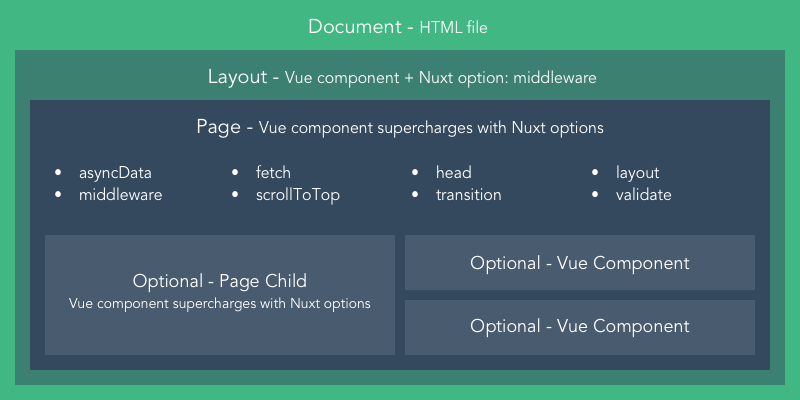 Document - HTML file
Layout - Vue component + Nuxt option: middleware
Page - Vue component supercharges with Nuxt options
• asyncData • fetch • head • layout
• middleware • scrollToTop • transition • validate
Optional - Page Child
Vue component supercharges with Nuxt options
Optional - Vue Component
Optional - Vue Component